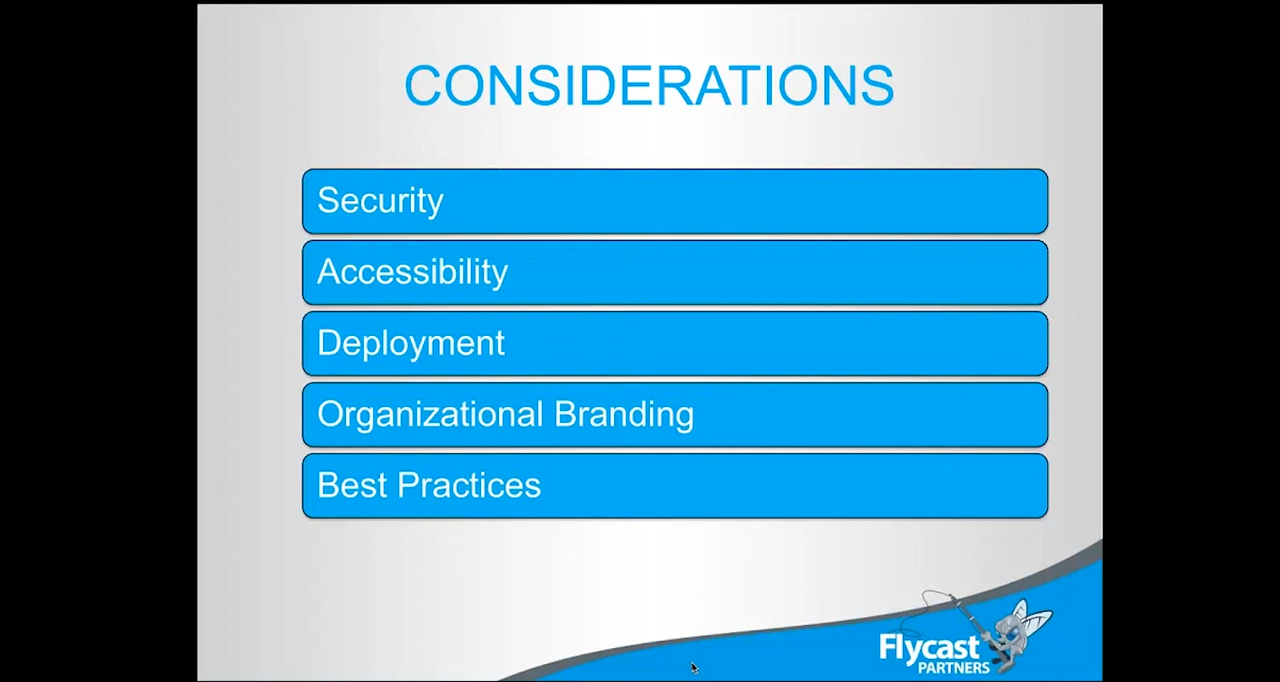 CONSIDERATIONS
Security
Accessibility
Deployment
Organizational Branding
Best Practices
Flycast
PARTNERS